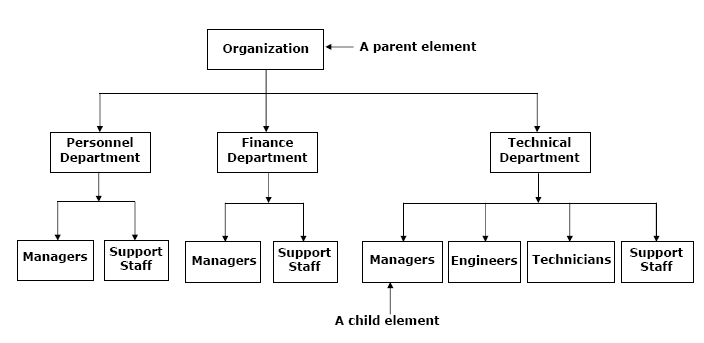 Organization
A parent element
Personnel
Department
Finance
Department
Technical
Department
Managers
Support
Staff
Managers
Support
Staff
Managers
Engineers
Technicians
Support
Staff
A child element